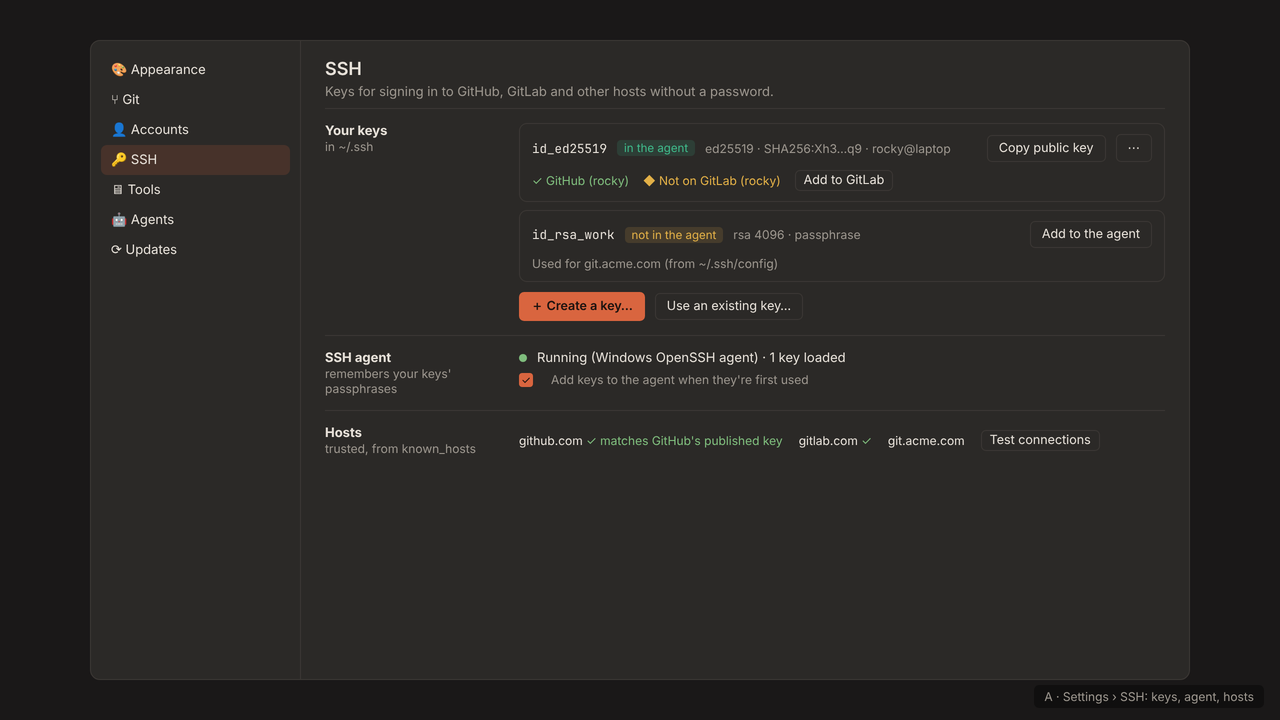 🎨 Appearance
⑂ Git
👤 Accounts
🔑 SSH
🖥 Tools
🤖 Agents
⟳ Updates
SSH
Keys for signing in to GitHub, GitLab and other hosts without a password.
Your keys
in ~/.ssh
id_ed25519 in the agent ed25519 · SHA256:Xh3…q9 · rocky@laptop Copy public key ⋯
✓ GitHub (rocky) ◆ Not on GitLab (rocky) Add to GitLab
id_rsa_work not in the agent rsa 4096 · passphrase Add to the agent
Used for git.acme.com (from ~/.ssh/config)
+ Create a key… Use an existing key…
SSH agent
remembers your keys'
passphrases
Running (Windows OpenSSH agent) · 1 key loaded
Add keys to the agent when they're first used
Hosts
trusted, from known_hosts
github.com ✓ matches GitHub's published key gitlab.com ✓ git.acme.com Test connections
A · Settings › SSH: keys, agent, hosts